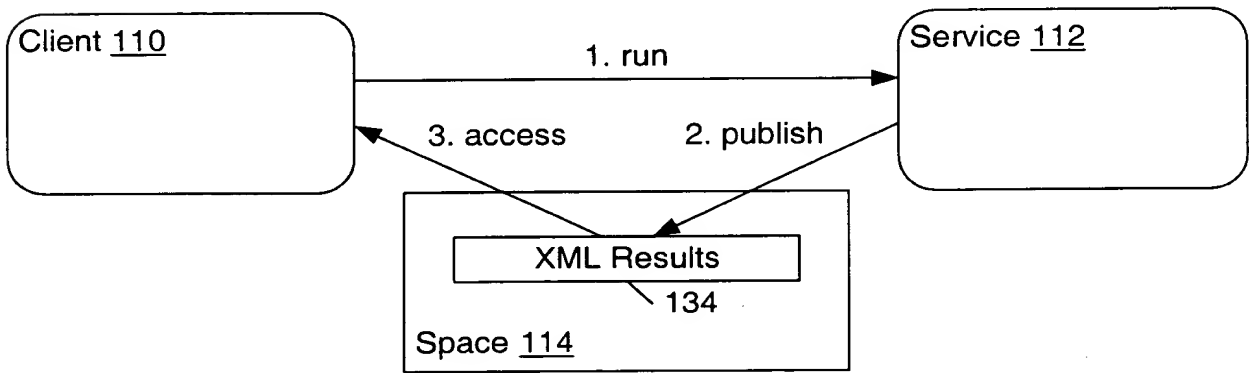 Client 110
Service 112
1. run
3. access
2. publish
XML Results
134
Space 114